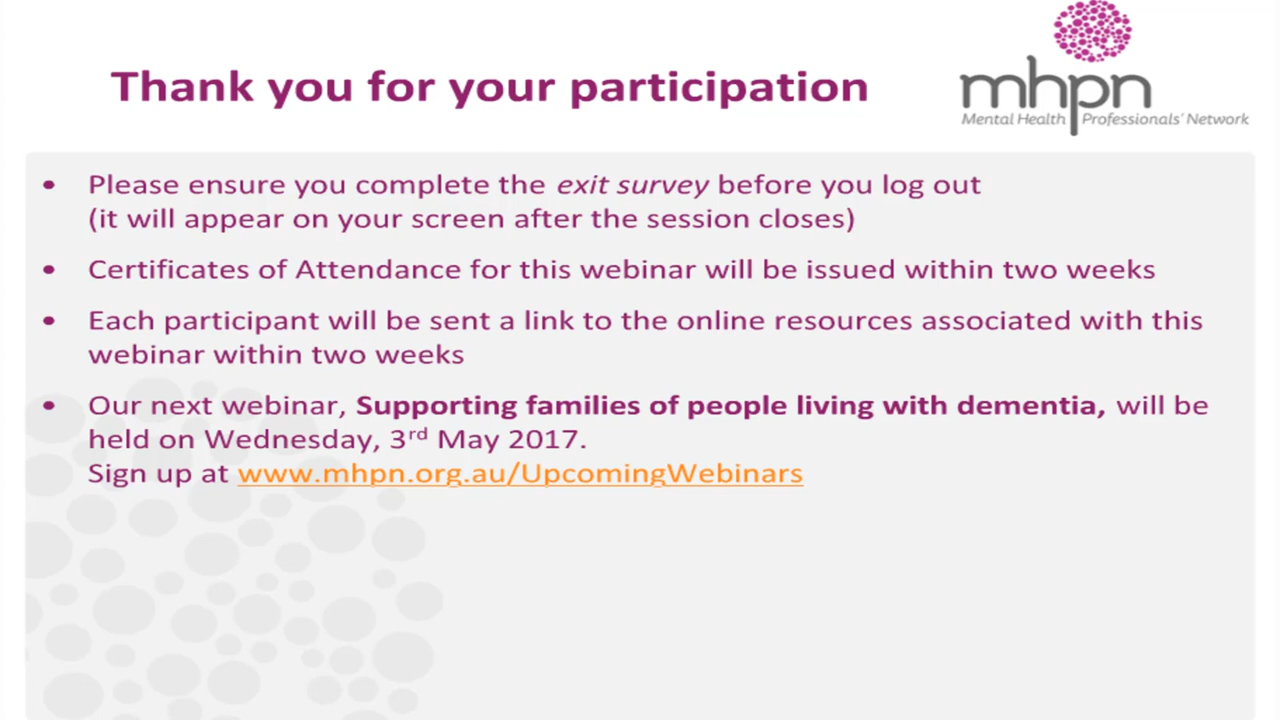 Thank you for your participation
mhpn
Mental Health Professionals' Network
• Please ensure you complete the exit survey before you log out
(it will appear on your screen after the session closes)
• Certificates of Attendance for this webinar will be issued within two weeks
• Each participant will be sent a link to the online resources associated with this
webinar within two weeks
• Our next webinar, Supporting families of people living with dementia, will be
held on Wednesday, 3rd May 2017.
Sign up at www.mhpn.org.au/UpcomingWebinars